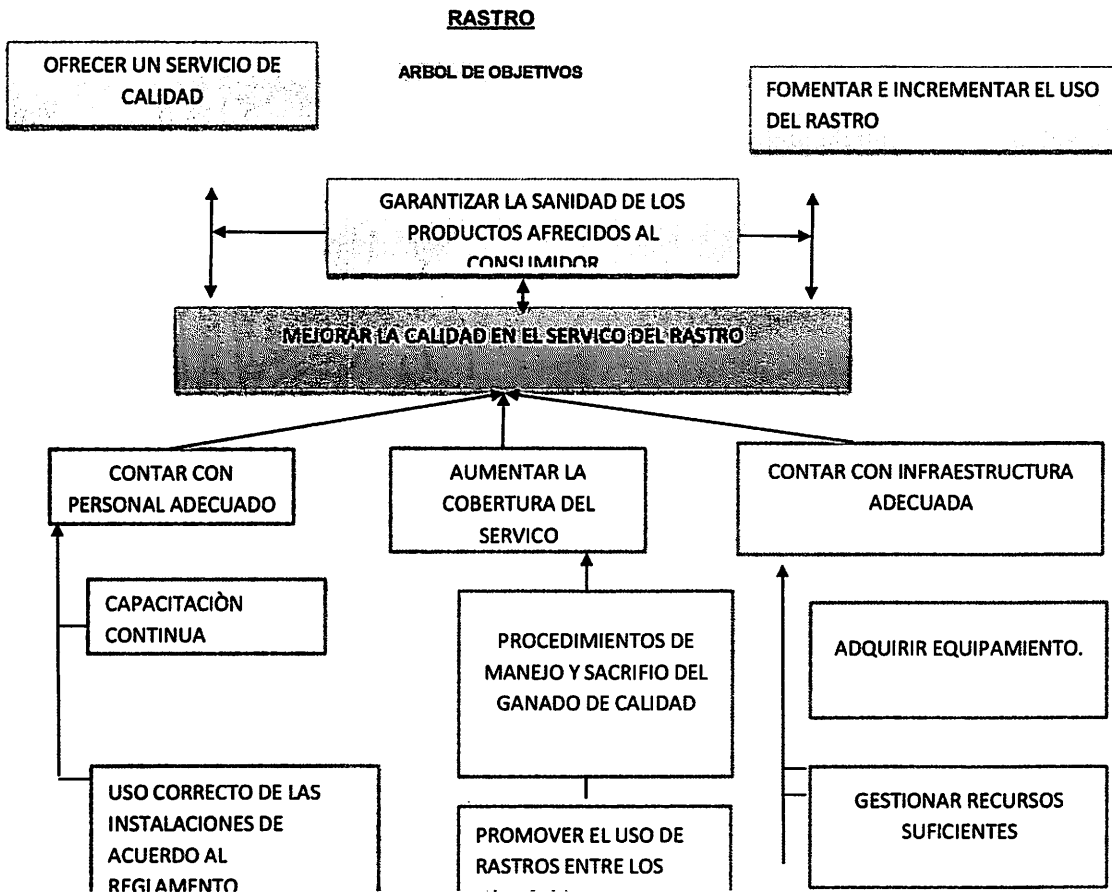 RASTRO
ARBOL DE OBJETIVOS
OFRECER UN SERVICIO DE
CALIDAD
FOMENTAR E INCREMENTAR EL USO
DEL RASTRO
GARANTIZAR LA SANIDAD DE LOS
PRODUCTOS AFRECIDOS AL
CONSUMIDOR
MEJORAR LA CALIDAD EN EL SERVICO DEL RASTRO
CONTAR CON
PERSONAL ADECUADO
AUMENTAR LA
COBERTURA DEL
SERVICO
CONTAR CON INFRAESTRUCTURA
ADECUADA
CAPACITACIÒN
CONTINUA
PROCEDIMIENTOS DE
MANEJO Y SACRIFIO DEL
GANADO DE CALIDAD
ADQUIRIR EQUIPAMIENTO.
USO CORRECTO DE LAS
INSTALACIONES DE
ACUERDO AL
REGLAMENTO
PROMOVER EL USO DE
RASTROS ENTRE LOS
GESTIONAR RECURSOS
SUFICIENTES